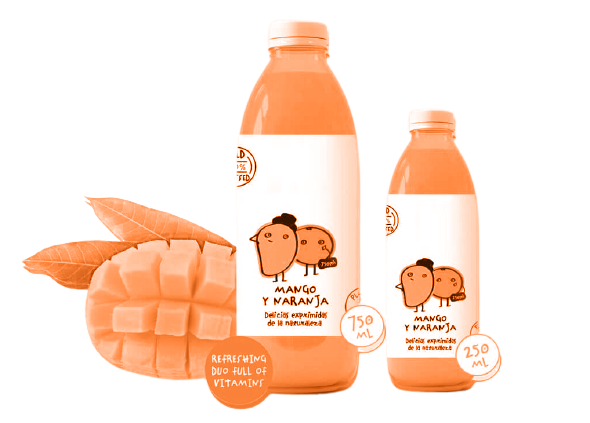 MANGO
Y NARANJA
Delicias exprimidas
de la naturaleza
750
ML
REFRESHING
DUO FULL OF
VITAMINS
MANGO
Y NARANJA
Delicias exprimidas
de la naturaleza
250
ML